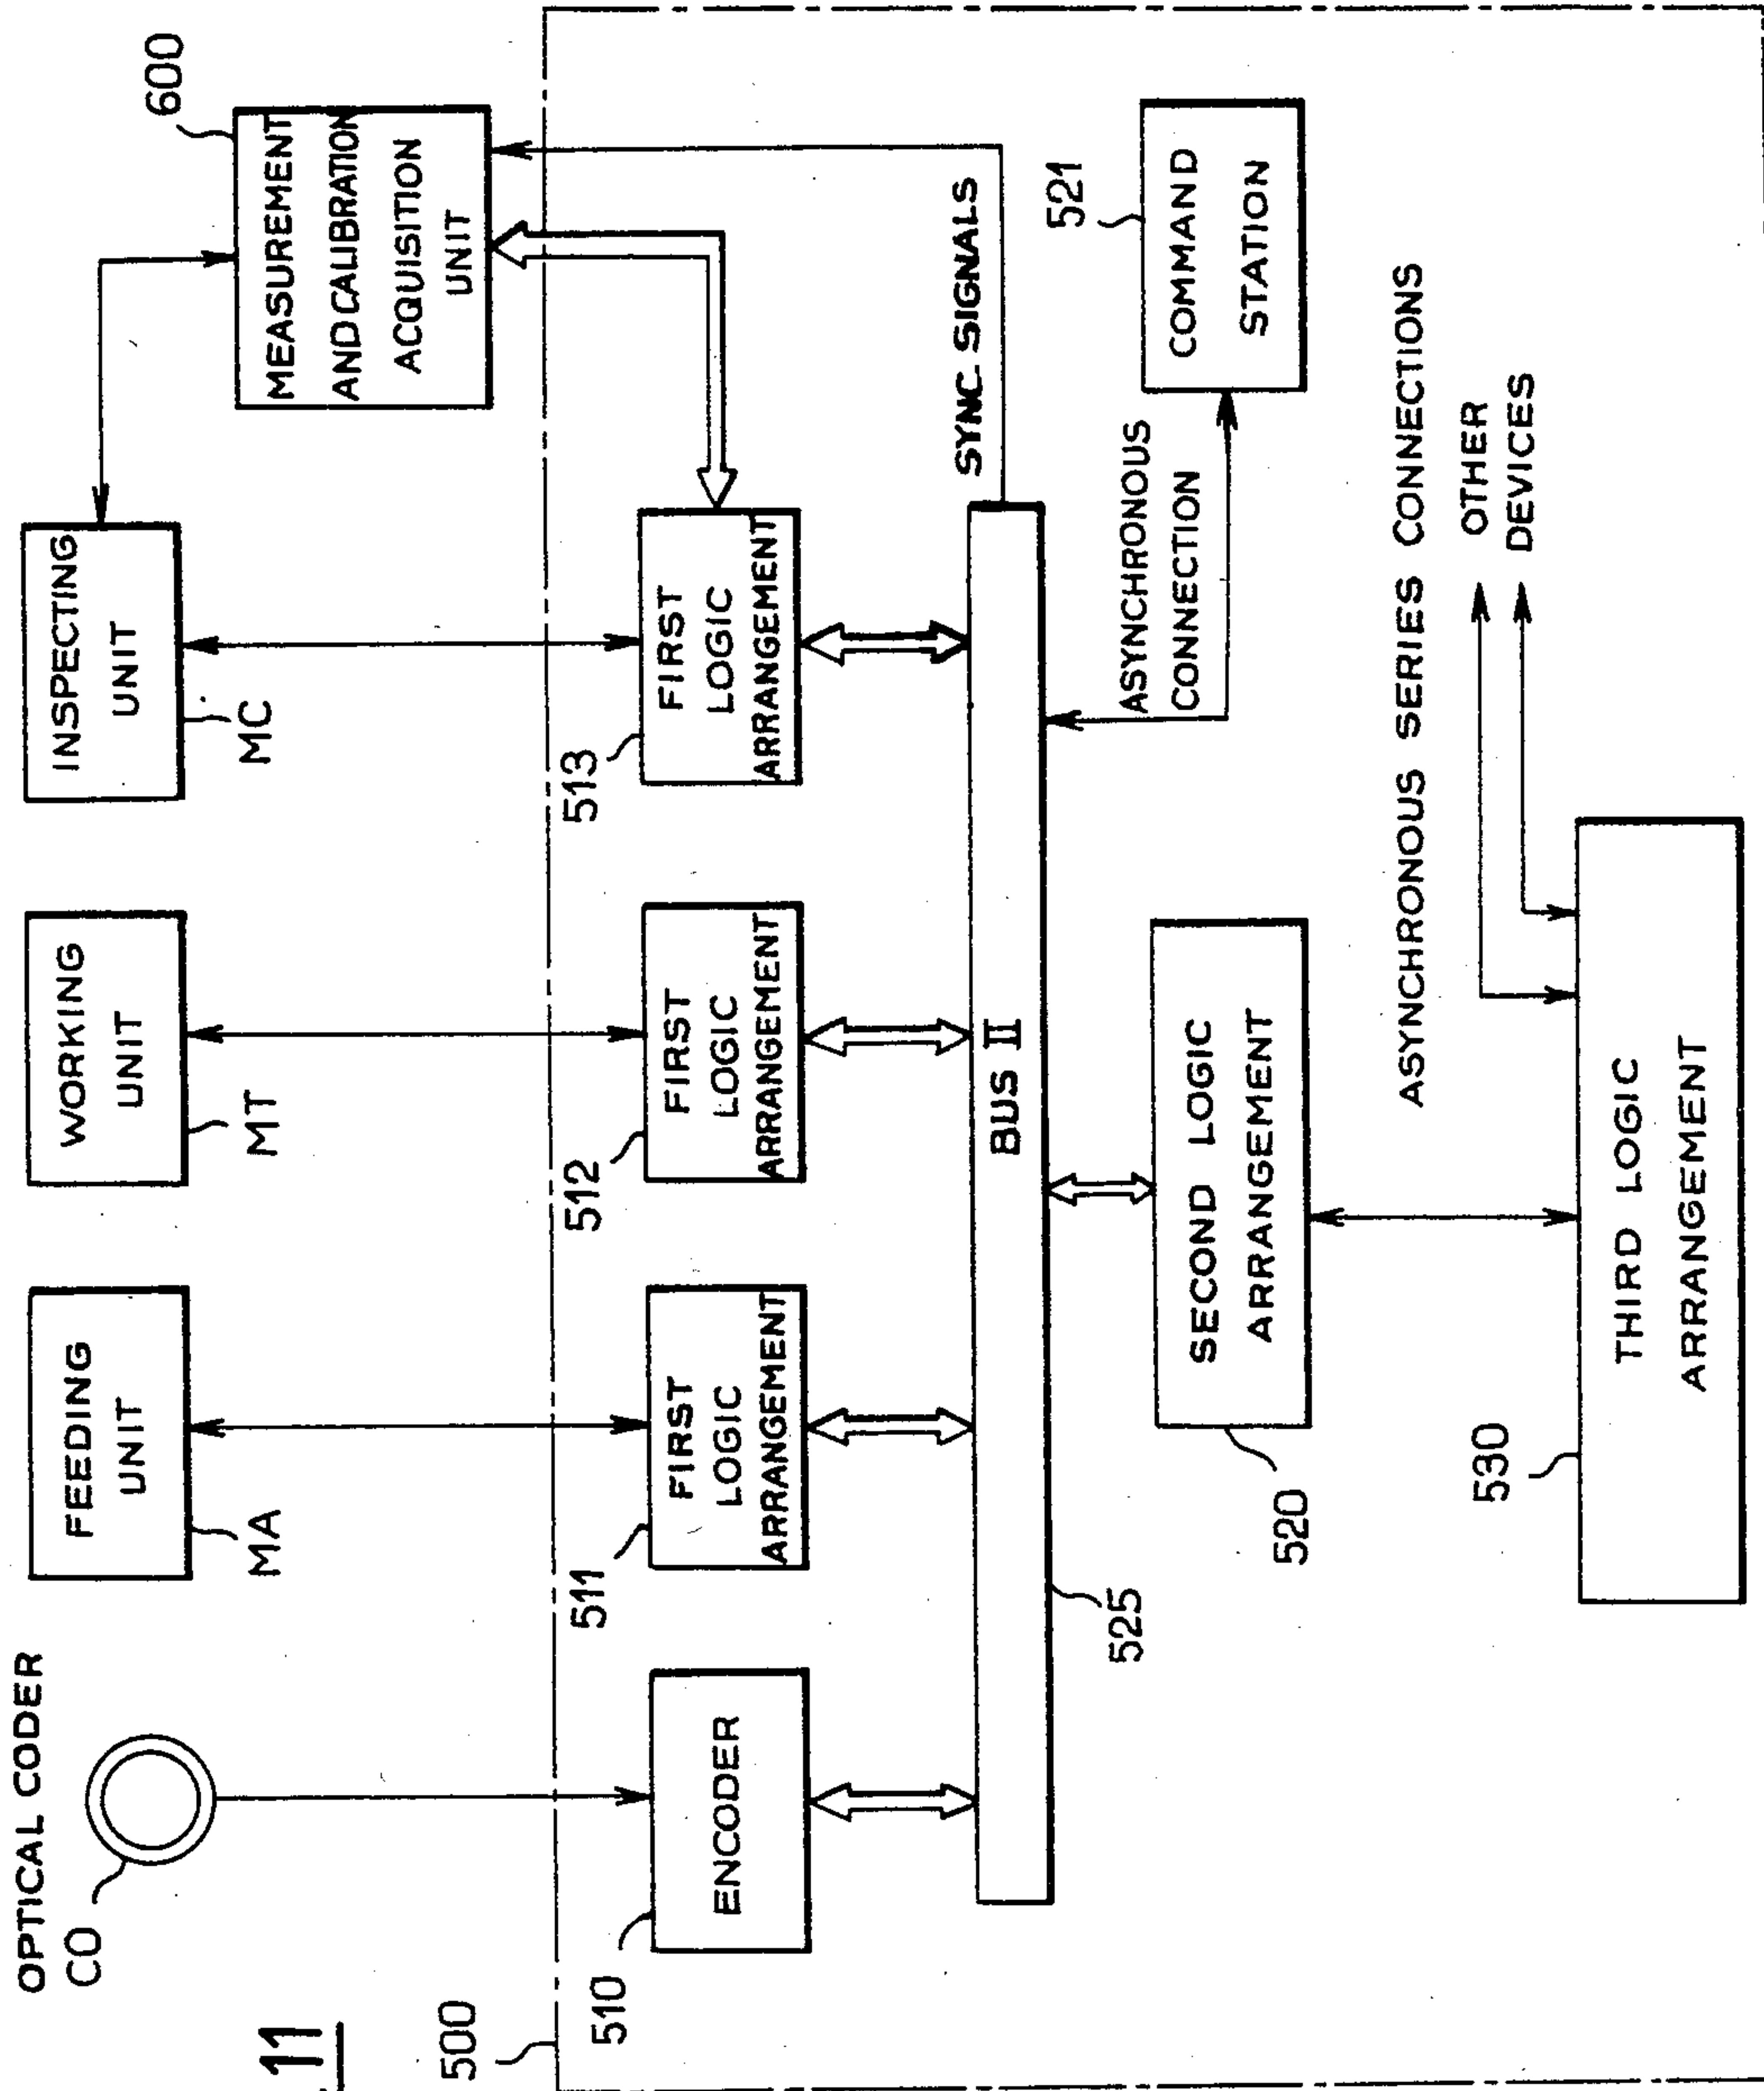 11
OPTICAL CODER
CO
FEEDING
UNIT
MA
WORKING
UNIT
MT
INSPECTING
UNIT
MC
600
MEASUREMENT
AND CALIBRATION
ACQUISITION
UNIT
500
510
ENCODER
511
FIRST
LOGIC
ARRANGEMENT
512
FIRST
LOGIC
ARRANGEMENT
513
FIRST
LOGIC
ARRANGEMENT
SYNC. SIGNALS
BUS II
525
ASYNCHRONOUS
CONNECTION
521
COMMAND
STATION
SECOND LOGIC
ARRANGEMENT
520
ASYNCHRONOUS SERIES CONNECTIONS
OTHER
DEVICES
530
THIRD LOGIC
ARRANGEMENT